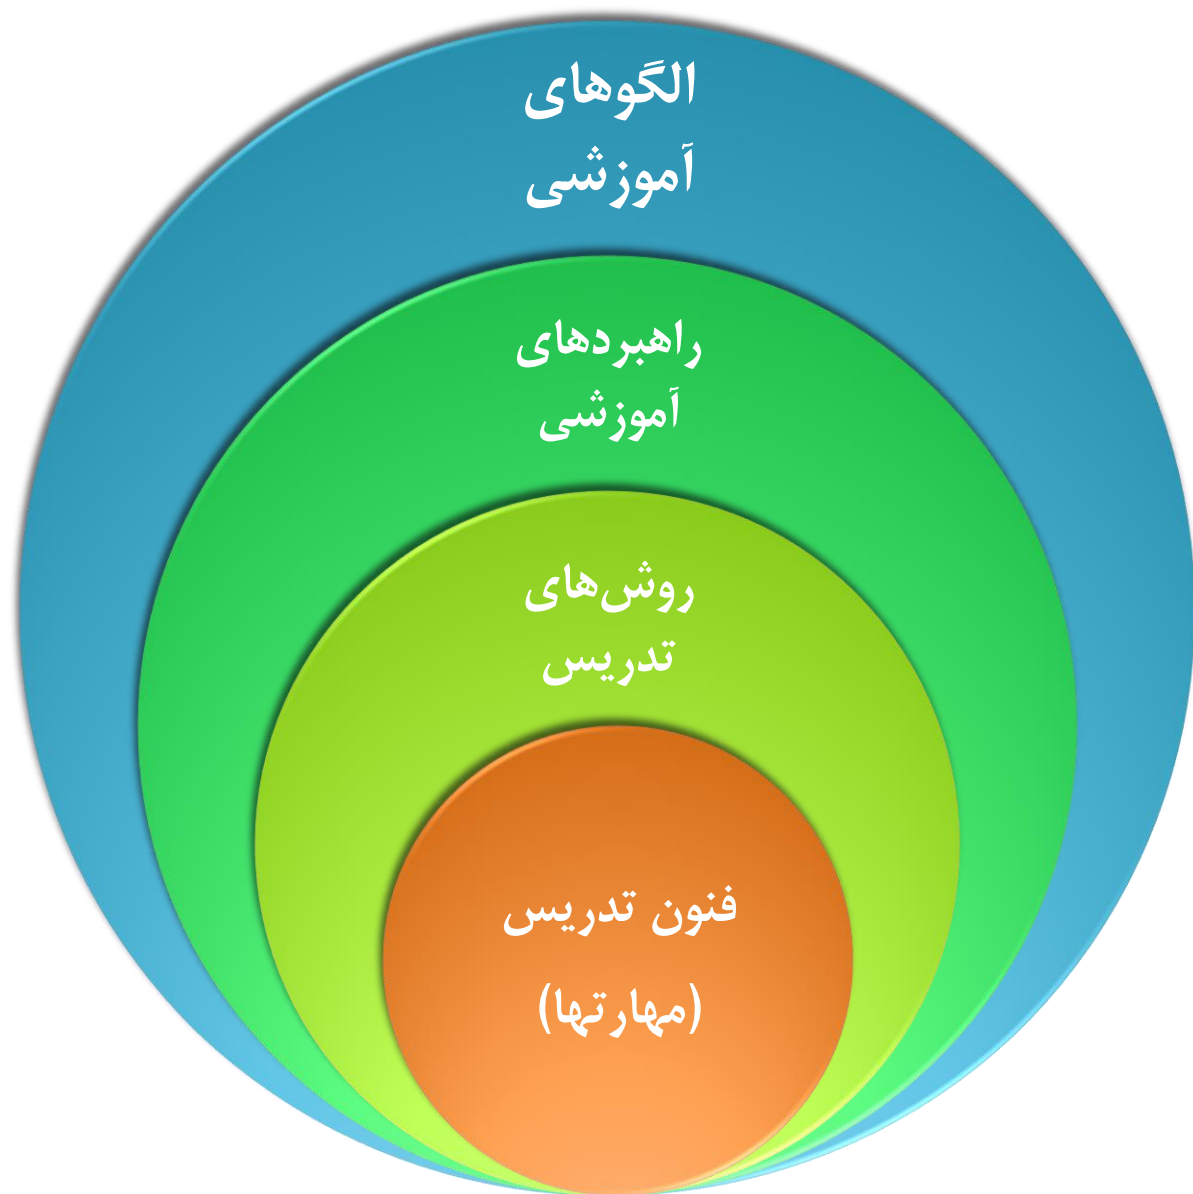 الگوهای
آموزشی
راهبردهای
آموزشی
روش‌های
تدریس
فنون تدریس
(مهارتها)